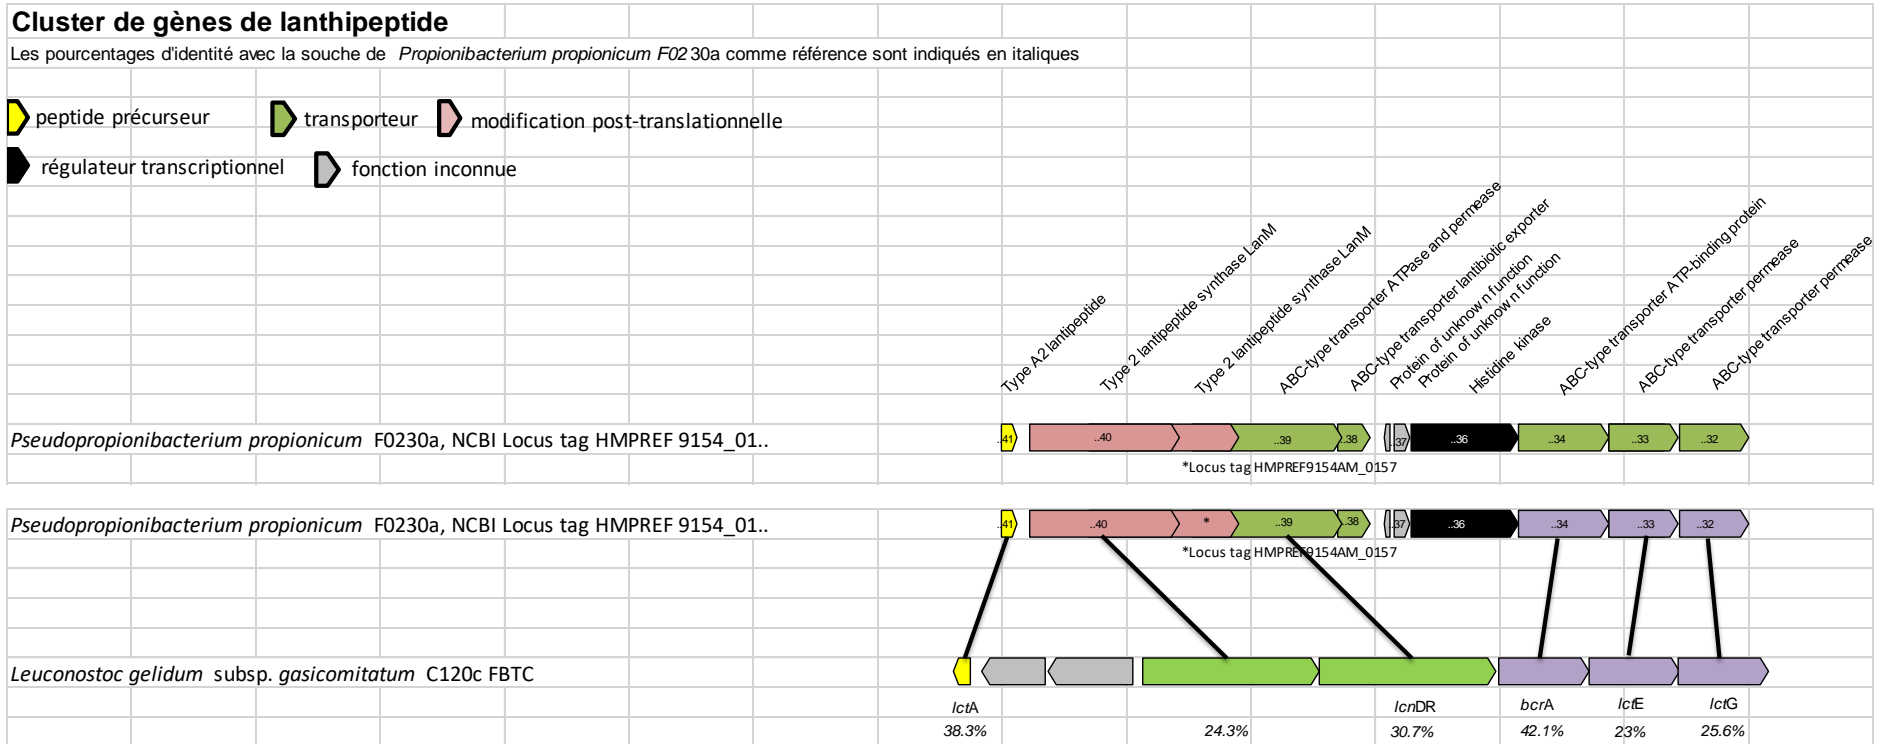 Cluster de gènes de lanthipeptide
Les pourcentages d'identité avec la souche de Propionibacterium propionicum F0230a comme référence sont indiqués en italiques
peptide précurseur transporteur modification post-translationnelle
régulateur transcriptionnel fonction inconnue
Type A2 lantipeptide
Type 2 lantipeptide synthase LanM
Type 2 lantipeptide synthase LanM
ABC-type transporter ATPase and permease
ABC-type transporter lantibiotic exporter
Protein of unknown function
Protein of unknown function
Histidine kinase
ABC-type transporter ATP-binding protein
ABC-type transporter permease
ABC-type transporter permease
Pseudopropionibacterium propionicum F0230a, NCBI Locus tag HMPREF 9154_01.. ..41 ..40 ..39 ..38 ..37 ..36 ..34 ..33 ..32
*Locus tag HMPREF9154AM_0157
Pseudopropionibacterium propionicum F0230a, NCBI Locus tag HMPREF 9154_01.. ..41 ..40 * ..39 ..38 ..37 ..36 ..34 ..33 ..32
*Locus tag HMPREF9154AM_0157
Leuconostoc gelidum subsp. gasicomitatum C120c FBTC
lctA lcnDR bcrA lctE lctG
38.3% 24.3% 30.7% 42.1% 23% 25.6%